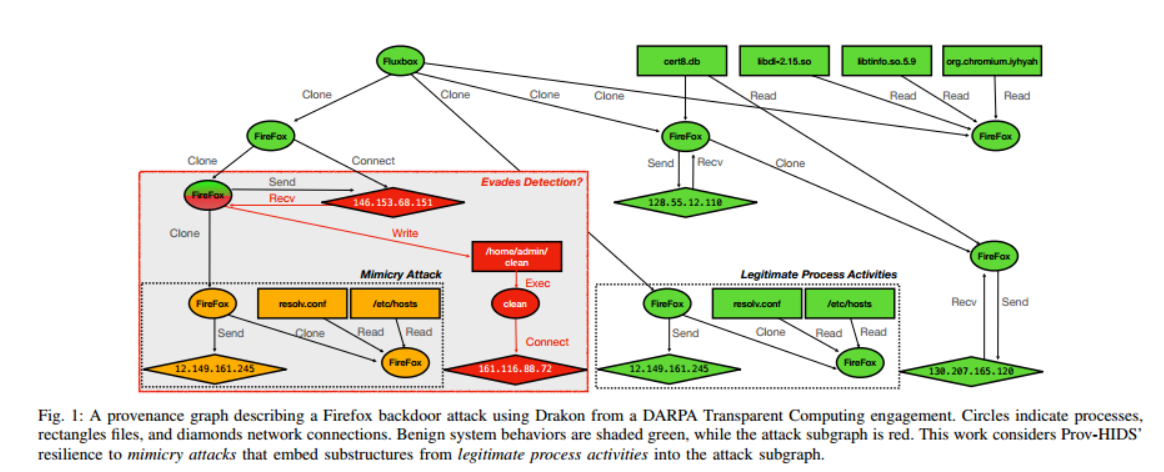 Fluxbox
cert8.db
libdl-2.15.so
libtinfo.so.5.9
org.chromium.iyhyah
Clone
Clone
Clone
Clone
Read
Read
Read
Read
FireFox
FireFox
FireFox
Clone
Connect
Send
Recv
Clone
Evades Detection?
FireFox
Send
Recv
146.153.68.151
128.55.12.110
Clone
Write
/home/admin/
clean
FireFox
Mimicry Attack
Exec
Legitimate Process Activities
FireFox
resolv.conf
/etc/hosts
clean
FireFox
resolv.conf
/etc/hosts
Recv
Send
Send
Clone
Read
Read
Connect
Send
Clone
Read
Read
FireFox
FireFox
12.149.161.245
161.116.88.72
12.149.161.245
130.207.165.120
Fig. 1: A provenance graph describing a Firefox backdoor attack using Drakon from a DARPA Transparent Computing engagement. Circles indicate processes,
rectangles files, and diamonds network connections. Benign system behaviors are shaded green, while the attack subgraph is red. This work considers Prov-HIDS'
resilience to mimicry attacks that embed substructures from legitimate process activities into the attack subgraph.